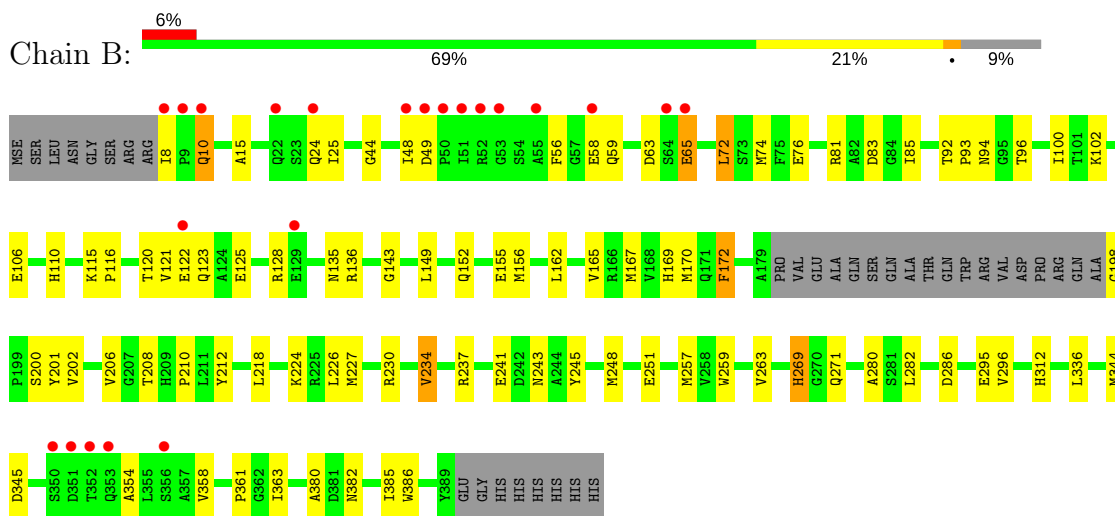 6%
Chain B:
69% 21% • 9%
MSE SER LEU ASN GLY SER ARG ARG I8 P9 Q10 A15 Q22 S23 Q24 I25 G44 I48 D49 P50 I51 R52 G53 S54 A55 F56 G57 E58 Q59 D63 S64 E65 L72 S73 M74 F75 E76 R81 A82 D83 G84 I85 T92 P93 N94 G95 T96 I100 T101 K102
E106 H110 K115 P116 T120 V121 E122 Q123 A124 E125 R128 E129 N135 R136 G143 L149 Q152 E155 M156 L162 V165 R166 M167 V168 H169 M170 Q171 F172 A179 PRO VAL GLU ALA GLN SER GLN ALA THR GLN TRP ARG VAL ASP PRO ARG GLN ALA G198
P199 S200 Y201 V202 V206 G207 T208 H209 P210 L211 Y212 L218 K224 R225 L226 M227 R230 V234 R237 E241 D242 N243 A244 Y245 M248 E251 M257 V258 W259 V263 H269 G270 Q271 A280 S281 L282 D286 E295 V296 H312 L336 M344
D345 S350 D351 T352 Q353 A354 L355 S356 A357 V358 P361 G362 I363 A380 D381 N382 I385 W386 Y389 GLU GLY HIS HIS HIS HIS HIS HIS